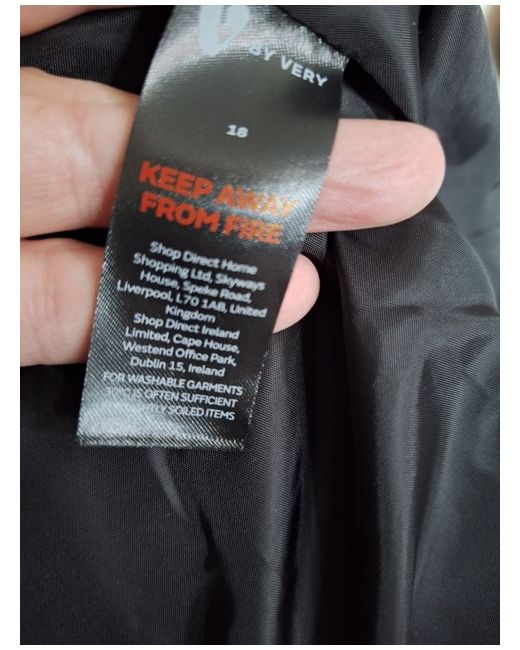 BY VERY
18
KEEP AWAY
FROM FIRE
Shop Direct Home
Shopping Ltd, Skyways
House, Speke Road,
Liverpool, L70 1AB, United
Kingdom
Shop Direct Ireland
Limited, Cape House,
Westend Office Park,
Dublin 15, Ireland
FOR WASHABLE GARMENTS
IS OFTEN SUFFICIENT
SOILED ITEMS